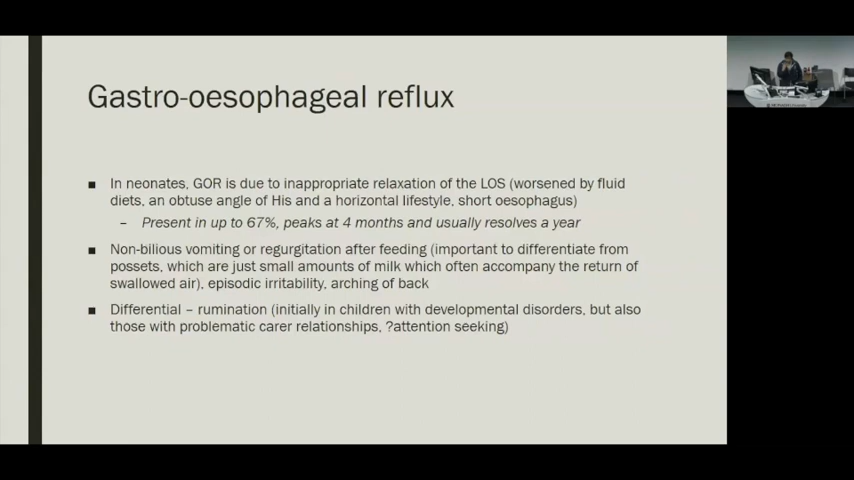 Gastro-oesophageal reflux
■ In neonates, GOR is due to inappropriate relaxation of the LOS (worsened by fluid
diets, an obtuse angle of His and a horizontal lifestyle, short oesophagus)
– Present in up to 67%, peaks at 4 months and usually resolves a year
■ Non-bilious vomiting or regurgitation after feeding (important to differentiate from
possets, which are just small amounts of milk which often accompany the return of
swallowed air), episodic irritability, arching of back
■ Differential – rumination (initially in children with developmental disorders, but also
those with problematic carer relationships, ?attention seeking)